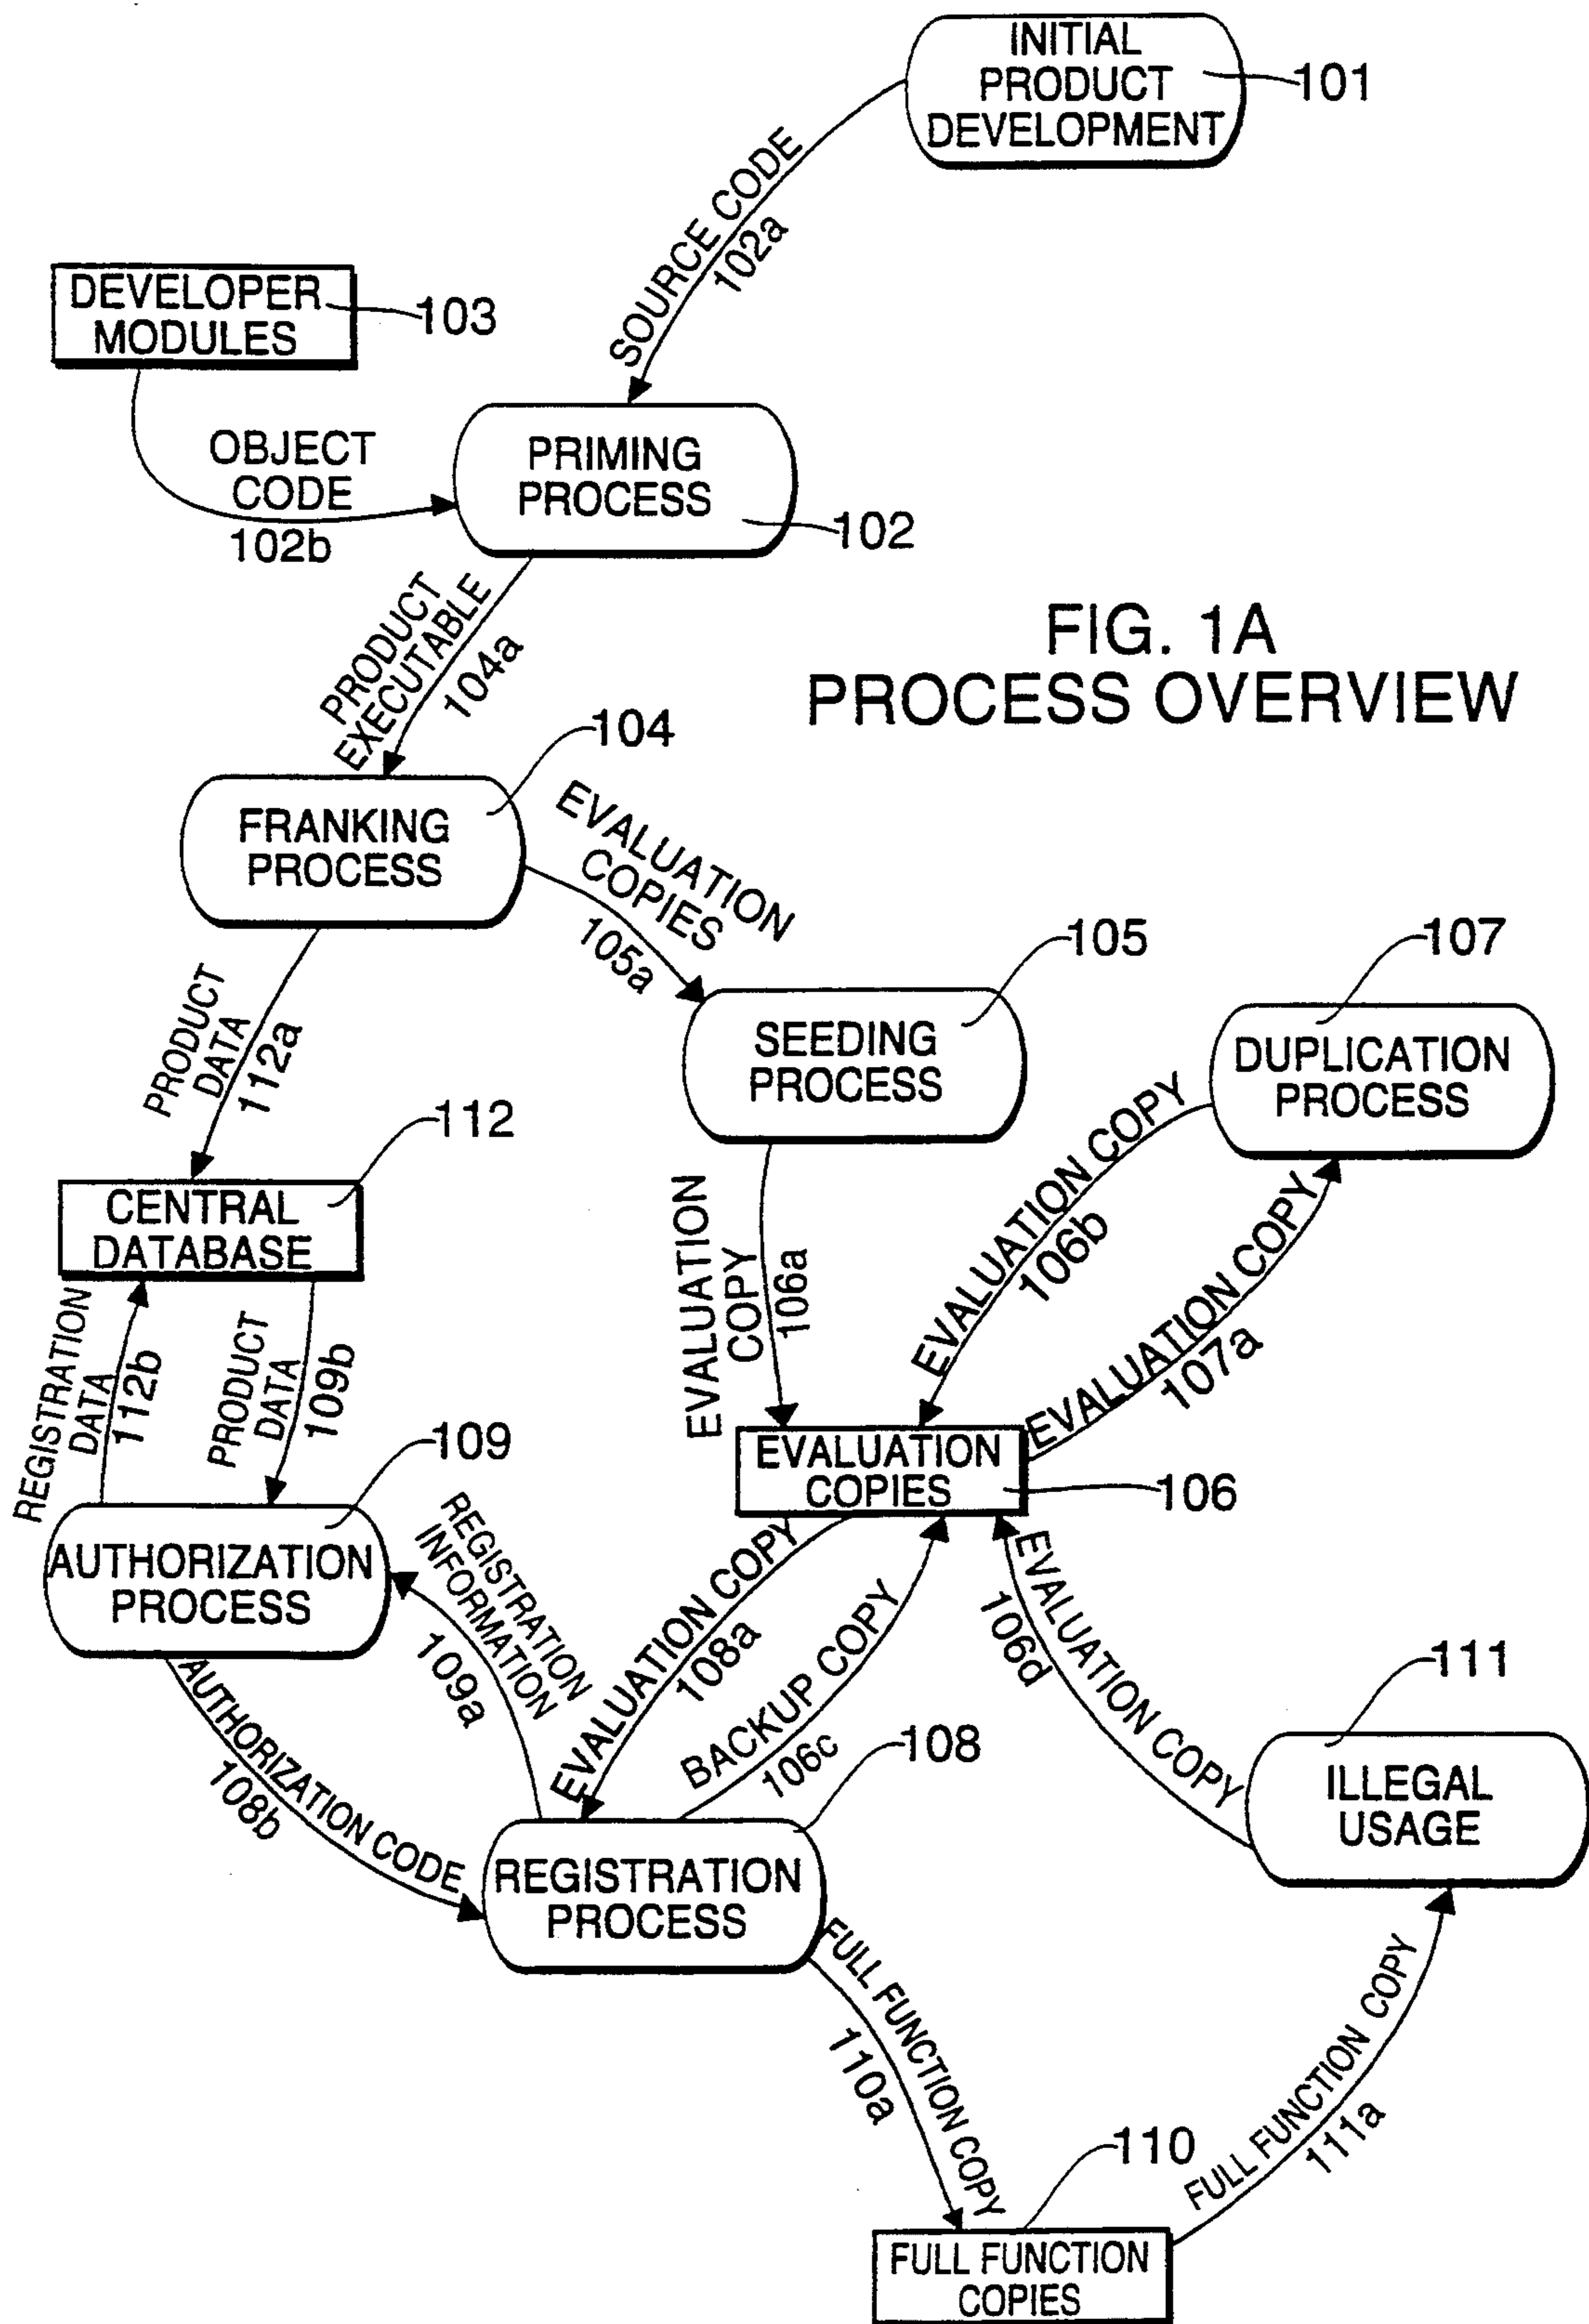 INITIAL
PRODUCT
DEVELOPMENT
101
SOURCE CODE
102a
DEVELOPER
MODULES
103
OBJECT
CODE
102b
PRIMING
PROCESS
102
FIG. 1A
PROCESS OVERVIEW
PRODUCT
EXECUTABLE
104a
104
FRANKING
PROCESS
EVALUATION
COPIES
105a
105
SEEDING
PROCESS
107
DUPLICATION
PROCESS
PRODUCT
DATA
112a
112
CENTRAL
DATABASE
EVALUATION
COPY
106a
EVALUATION COPY
106b
EVALUATION COPY
107a
REGISTRATION
DATA
112b
PRODUCT
DATA
109b
109
EVALUATION
COPIES
106
AUTHORIZATION
PROCESS
REGISTRATION
INFORMATION
109a
EVALUATION COPY
108a
BACKUP COPY
106c
EVALUATION COPY
106d
111
ILLEGAL
USAGE
AUTHORIZATION CODE
108b
108
REGISTRATION
PROCESS
FULL FUNCTION COPY
110a
FULL FUNCTION COPY
111a
110
FULL FUNCTION
COPIES